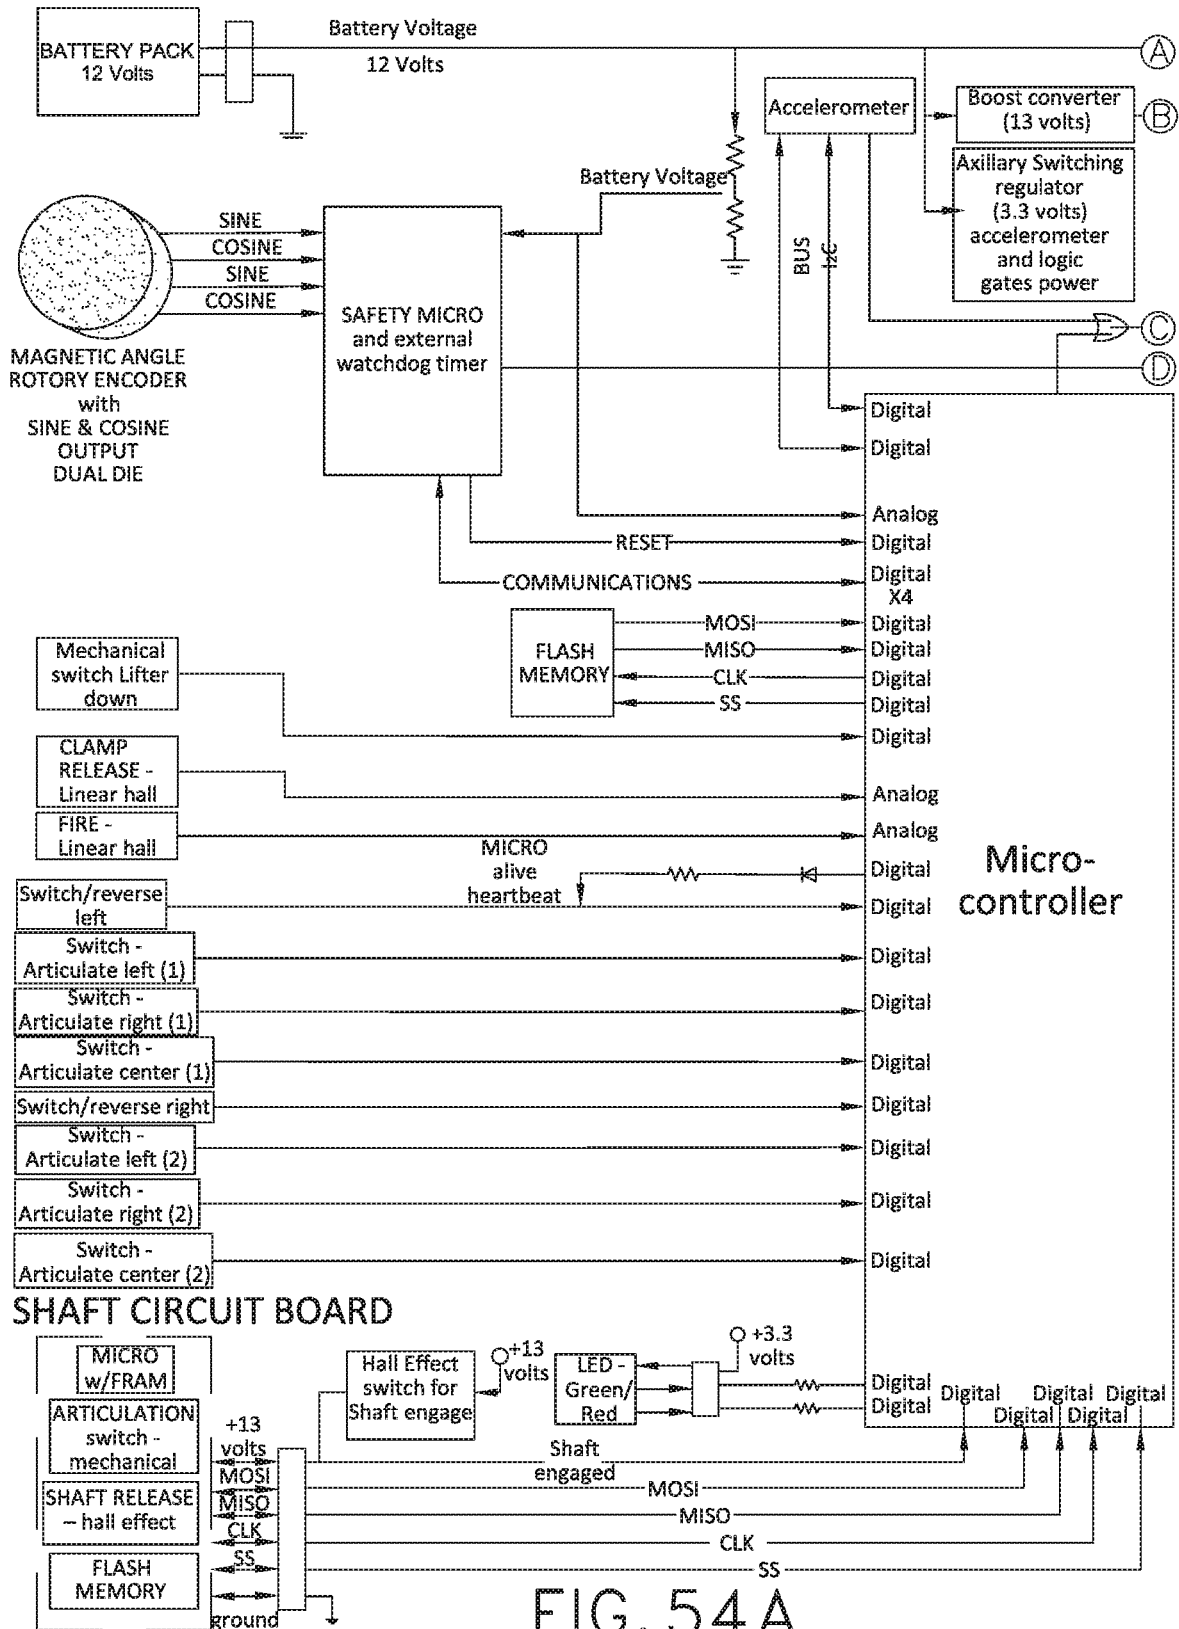 Battery Voltage
12 Volts
BATTERY PACK
12 Volts
A
Accelerometer
Boost converter
(13 volts)
B
Axillary Switching
regulator
(3.3 volts)
accelerometer
and logic
gates power
Battery Voltage
BUS
I2C
SINE
COSINE
SINE
COSINE
SAFETY MICRO
and external
watchdog timer
C
D
MAGNETIC ANGLE
ROTORY ENCODER
with
SINE & COSINE
OUTPUT
DUAL DIE
Digital
Digital
Analog
RESET
Digital
COMMUNICATIONS
Digital
X4
FLASH
MEMORY
MOSI
Digital
MISO
Digital
CLK
Digital
SS
Digital
Mechanical
switch Lifter
down
Digital
CLAMP
RELEASE -
Linear hall
Analog
FIRE -
Linear hall
Analog
MICRO
alive
heartbeat
Digital
Micro-
controller
Switch/reverse
left
Digital
Switch -
Articulate left (1)
Digital
Switch -
Articulate right (1)
Digital
Switch -
Articulate center (1)
Digital
Switch/reverse right
Digital
Switch -
Articulate left (2)
Digital
Switch -
Articulate right (2)
Digital
Switch -
Articulate center (2)
Digital
SHAFT CIRCUIT BOARD
MICRO
w/FRAM
ARTICULATION
switch -
mechanical
SHAFT RELEASE
– hall effect
FLASH
MEMORY
+13
volts
MOSI
MISO
CLK
SS
ground
Hall Effect
switch for
Shaft engage
+13
volts
LED -
Green/
Red
+3.3
volts
Digital
Digital
Digital
Digital
Digital
Digital
Digital
Shaft
engaged
MOSI
MISO
CLK
SS
FIG. 54A